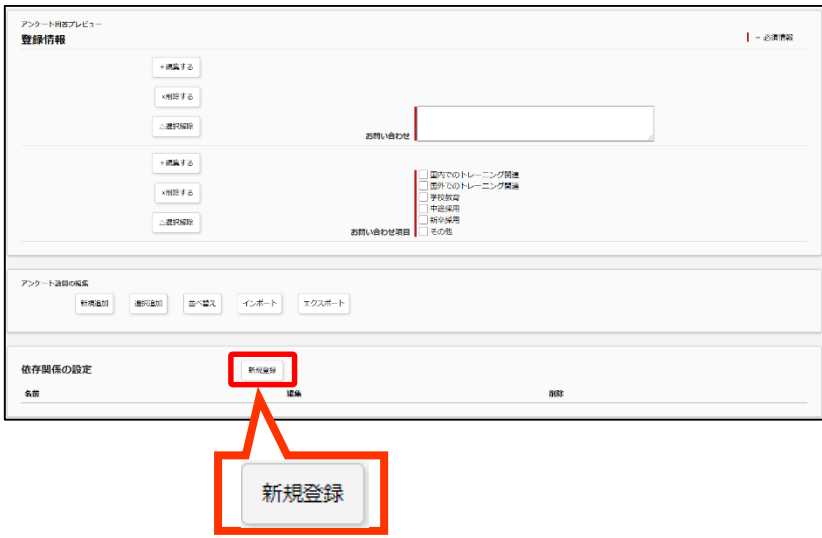 アンケート回答プレビュー
登録情報
- 必須情報
+編集する
×削除する
△選択解除
お問い合わせ
+編集する
×削除する
△選択解除
お問い合わせ項目
国内でのトレーニング関連
国外でのトレーニング関連
学校教育
中途採用
新卒採用
その他
アンケート設問の編集
新規追加 選択追加 並べ替え インポート エクスポート
依存関係の設定 新規登録
名前 編集 削除
新規登録